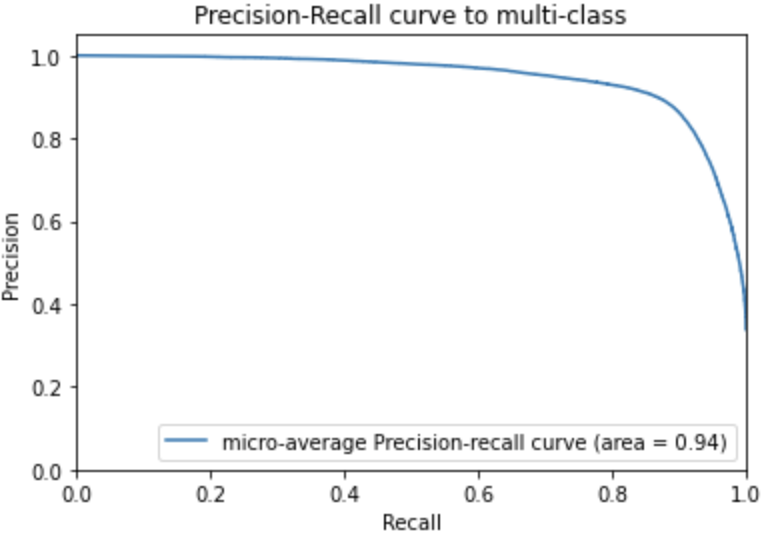 Precision-Recall curve to multi-class
1.0
0.8
0.6
0.4
0.2
0.0
Precision
micro-average Precision-recall curve (area = 0.94)
0.0 0.2 0.4 0.6 0.8 1.0
Recall